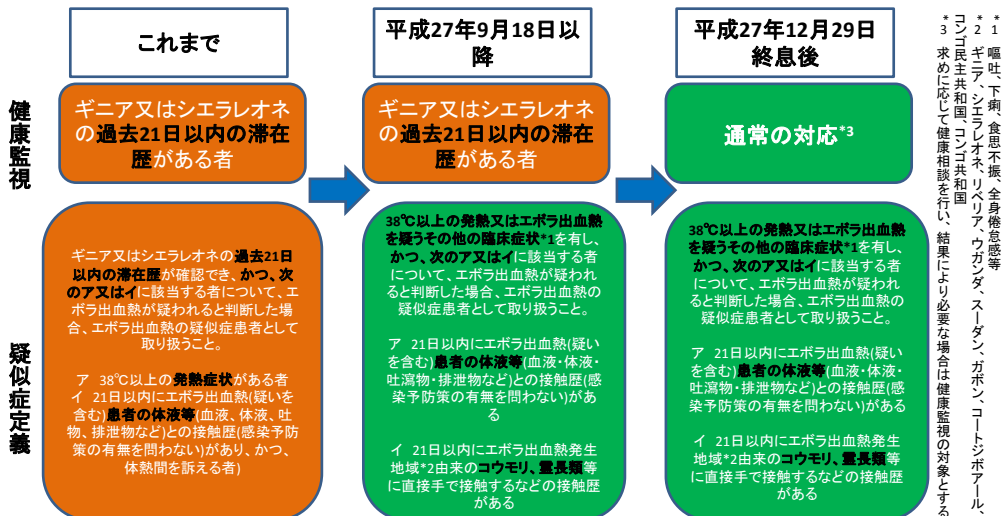 これまで
平成27年9月18日以
降
平成27年12月29日
終息後
健康監視
ギニア又はシエラレオネ
の過去21日以内の滞在
歴がある者
ギニア又はシエラレオネ
の過去21日以内の滞在
歴がある者
通常の対応*3
疑似症定義
ギニア又はシエラレオネの過去21日
以内の滞在歴が確認でき、かつ、次
のア又はイに該当する者について、エ
ボラ出血熱が疑われると判断した場
合、エボラ出血熱の疑似症患者として
取り扱うこと。
ア 38℃以上の発熱症状がある者
イ 21日以内にエボラ出血熱(疑いを
含む)患者の体液等(血液、体液、吐
物、排泄物など)との接触歴(感染予防
策の有無を問わない)があり、かつ、
体熱間を訴える者)
38℃以上の発熱又はエボラ出血熱
を疑うその他の臨床症状*1を有し、
かつ、次のア又はイに該当する者
について、エボラ出血熱が疑われ
ると判断した場合、エボラ出血熱の
疑似症患者として取り扱うこと。
ア 21日以内にエボラ出血熱(疑い
を含む)患者の体液等(血液・体液・
吐瀉物・排泄物など)との接触歴(感
染予防策の有無を問わない)があ
る
イ 21日以内にエボラ出血熱発生
地域*2由来のコウモリ、霊長類等
に直接手で接触するなどの接触歴
がある
38℃以上の発熱又はエボラ出血熱
を疑うその他の臨床症状*1を有し、
かつ、次のア又はイに該当する者
について、エボラ出血熱が疑われ
ると判断した場合、エボラ出血熱の
疑似症患者として取り扱うこと。
ア 21日以内にエボラ出血熱(疑い
を含む)患者の体液等(血液・体液・
吐瀉物・排泄物など)との接触歴(感
染予防策の有無を問わない)がある
イ 21日以内にエボラ出血熱発生
地域*2由来のコウモリ、霊長類等
に直接手で接触するなどの接触歴
がある
*1 嘔吐、下痢、食思不振、全身倦怠感等
*2 ギニア、シエラレオネ、リベリア、ウガンダ、スーダン、ガボン、コートジボアール、
コンゴ民主共和国、コンゴ共和国
*3 求めに応じて健康相談を行い、結果により必要な場合は健康監視の対象とする